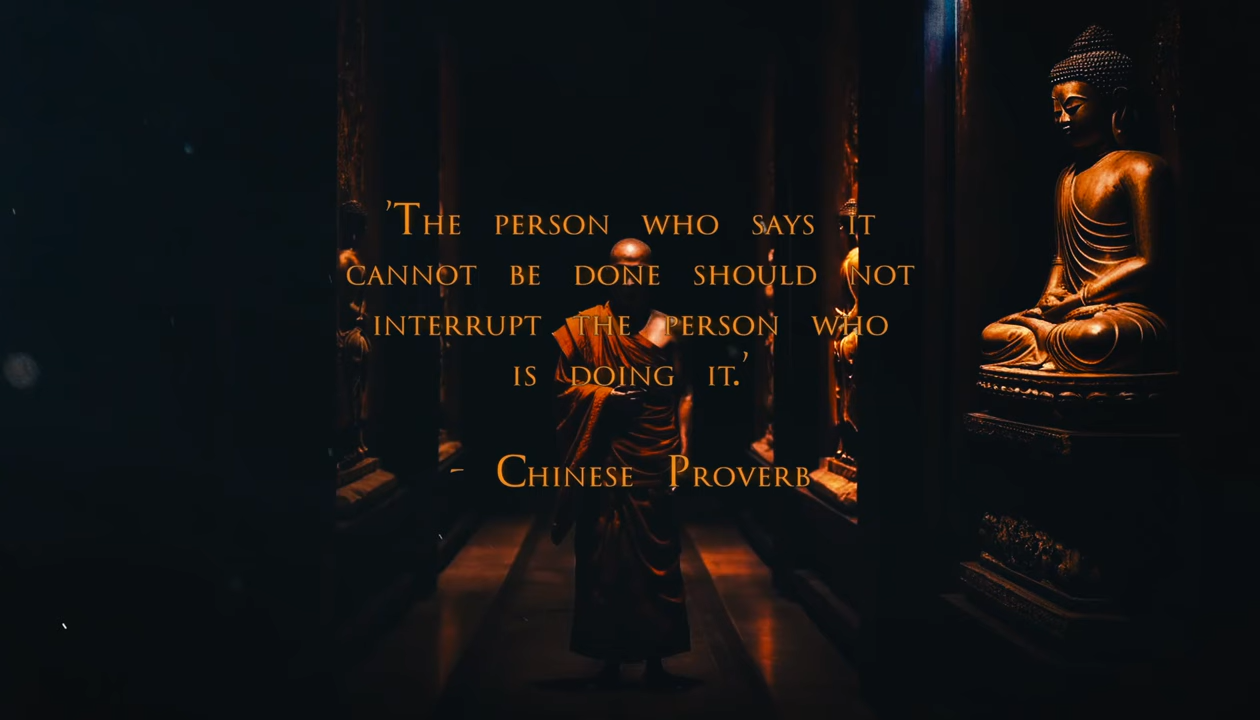 'The person who says it
cannot be done should not
interrupt the person who
is doing it.'
- Chinese Proverb